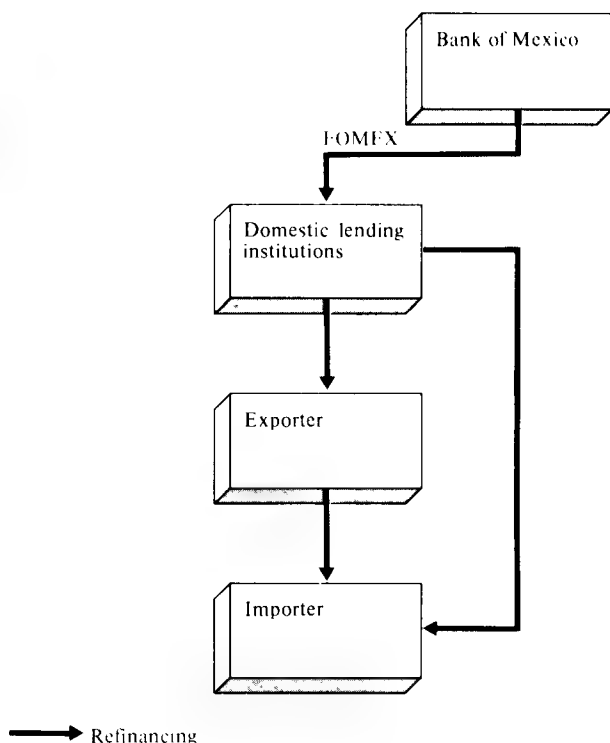 Bank of Mexico
FOMEX
Domestic lending
institutions
Exporter
Importer
Refinancing